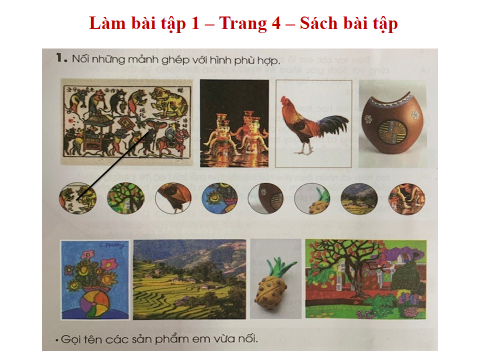 Làm bài tập 1 – Trang 4 – Sách bài tập
1. Nối những mảnh ghép với hình phù hợp.
• Gọi tên các sản phẩm em vừa nối.